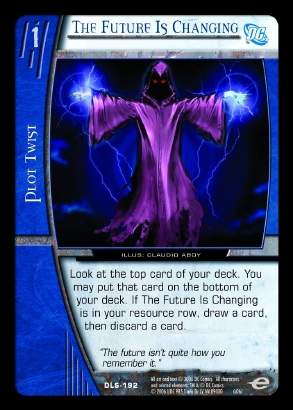 The Future Is Changing
1
DC
Plot Twist
ILLUS: CLAUDIO ABOY
Look at the top card of your deck. You
may put that card on the bottom of
your deck. If The Future Is Changing
is in your resource row, draw a card,
then discard a card.
"The future isn't quite how you
remember it."
DLS-192